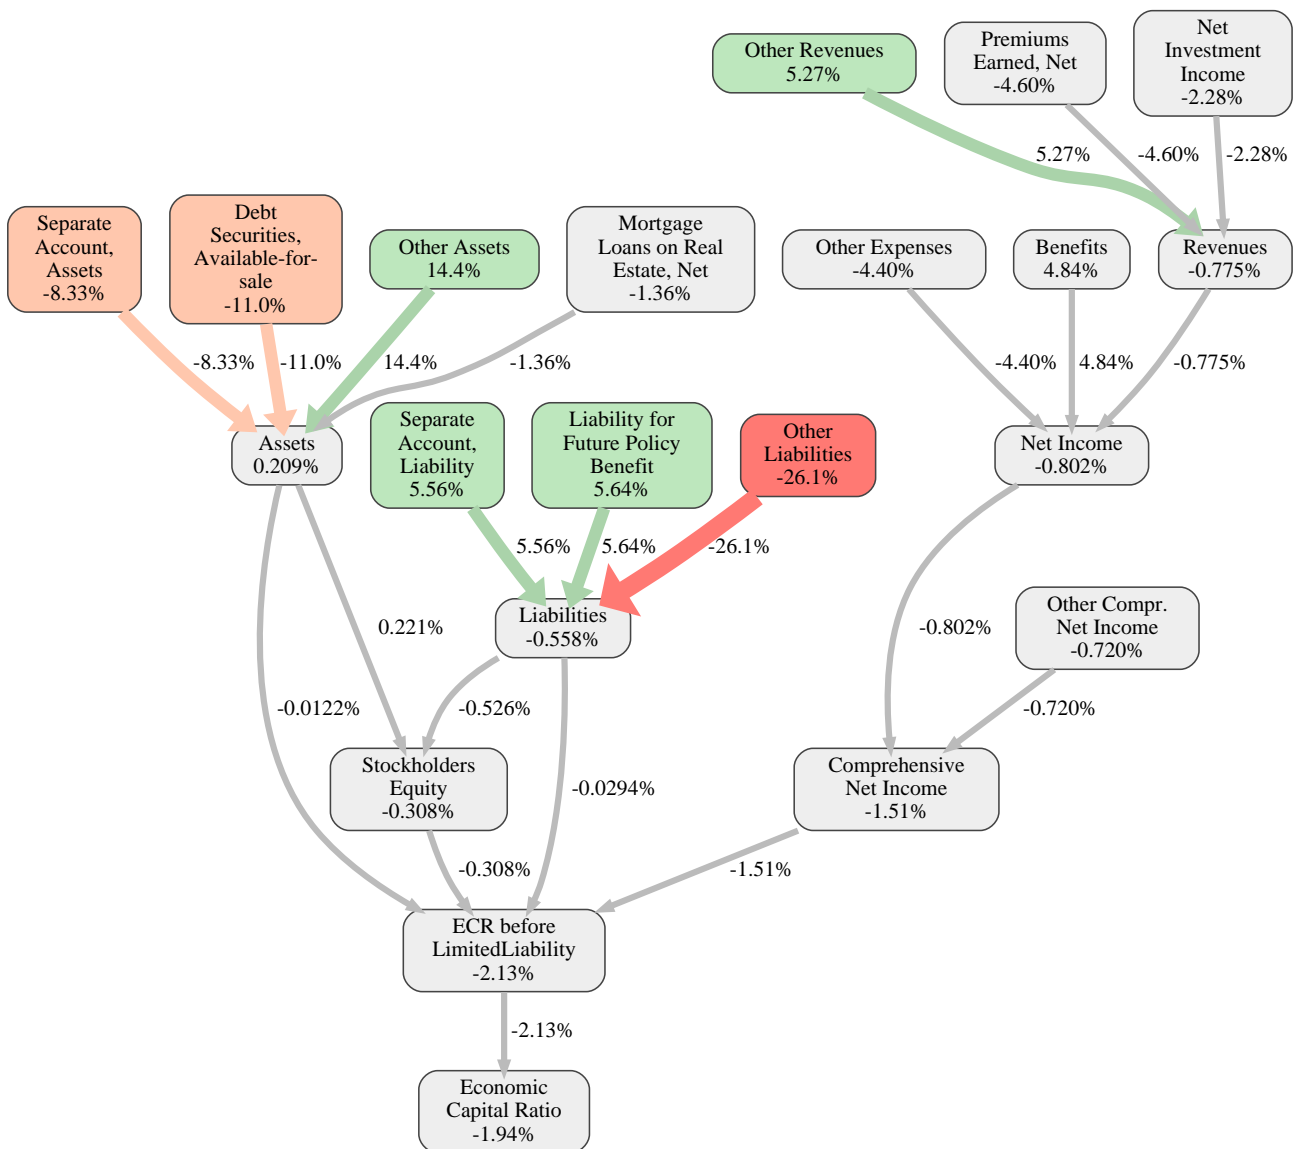 Other Revenues
5.27%
Premiums
Earned, Net
-4.60%
Net
Investment
Income
-2.28%
5.27%
-4.60%
-2.28%
Separate
Account,
Assets
-8.33%
Debt
Securities,
Available-for-
sale
-11.0%
Other Assets
14.4%
Mortgage
Loans on Real
Estate, Net
-1.36%
Other Expenses
-4.40%
Benefits
4.84%
Revenues
-0.775%
-8.33%
-11.0%
14.4%
-1.36%
-4.40%
4.84%
-0.775%
Assets
0.209%
Separate
Account,
Liability
5.56%
Liability for
Future Policy
Benefit
5.64%
Other
Liabilities
-26.1%
Net Income
-0.802%
5.56%
5.64%
-26.1%
Liabilities
-0.558%
0.221%
-0.802%
Other Compr.
Net Income
-0.720%
-0.0122%
-0.526%
-0.720%
Stockholders
Equity
-0.308%
-0.0294%
Comprehensive
Net Income
-1.51%
-0.308%
-1.51%
ECR before
LimitedLiability
-2.13%
-2.13%
Economic
Capital Ratio
-1.94%